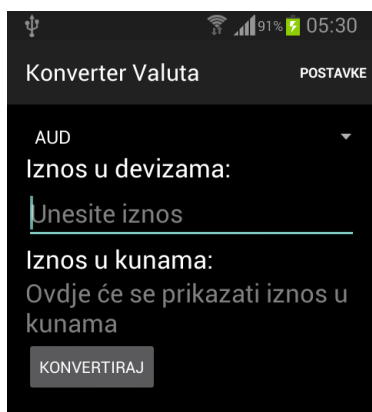 91% 05:30
Konverter Valuta POSTAVKE
AUD
Iznos u devizama:
Unesite iznos
Iznos u kunama:
Ovdje će se prikazati iznos u
kunama
KONVERTIRAJ